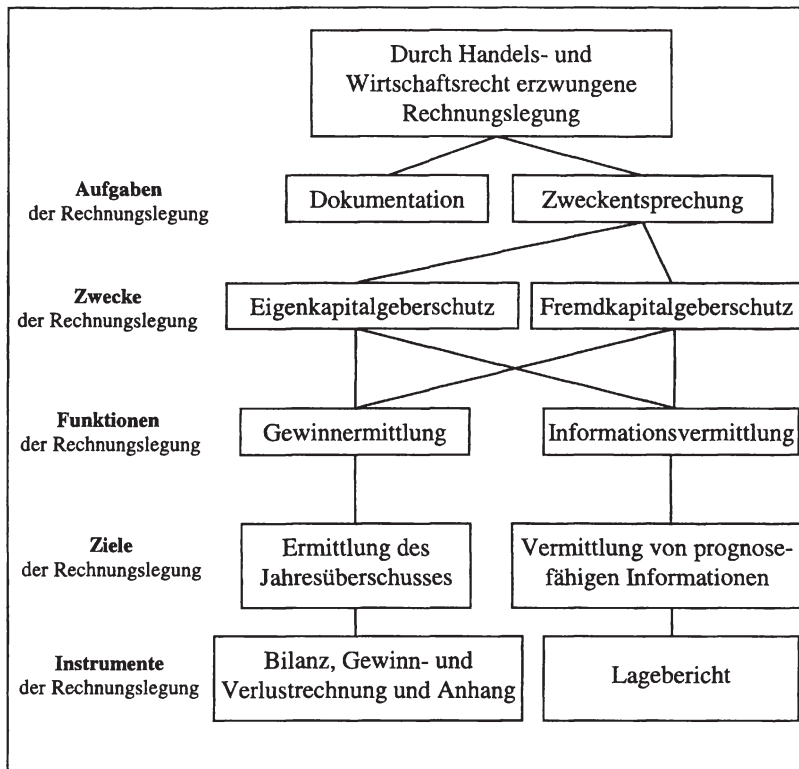 Durch Handels- und
Wirtschaftsrecht erzwungene
Rechnungslegung
Aufgaben
der Rechnungslegung
Dokumentation
Zweckentsprechung
Zwecke
der Rechnungslegung
Eigenkapitalgeberschutz
Fremdkapitalgeberschutz
Funktionen
der Rechnungslegung
Gewinnermittlung
Informationsvermittlung
Ziele
der Rechnungslegung
Ermittlung des
Jahresüberschusses
Vermittlung von prognose-
fähigen Informationen
Instrumente
der Rechnungslegung
Bilanz, Gewinn- und
Verlustrechnung und Anhang
Lagebericht